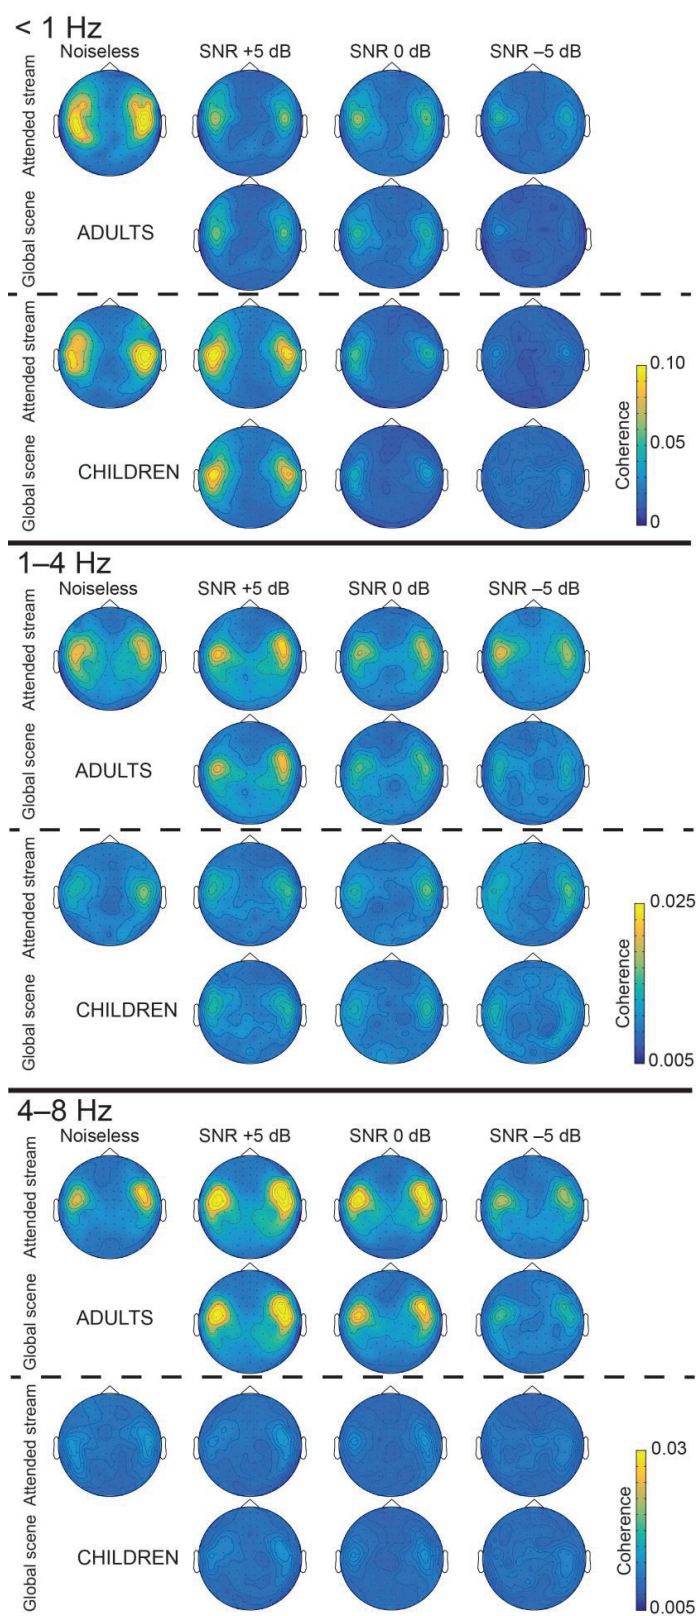 < 1 Hz
Noiseless SNR +5 dB SNR 0 dB SNR –5 dB
Attended stream
Global scene
ADULTS
Attended stream
Global scene
CHILDREN
0.10
0.05
0
Coherence
1–4 Hz
Noiseless SNR +5 dB SNR 0 dB SNR –5 dB
Attended stream
Global scene
ADULTS
Attended stream
Global scene
CHILDREN
0.025
0.005
Coherence
4–8 Hz
Noiseless SNR +5 dB SNR 0 dB SNR –5 dB
Attended stream
Global scene
ADULTS
Attended stream
Global scene
CHILDREN
0.03
0.005
Coherence